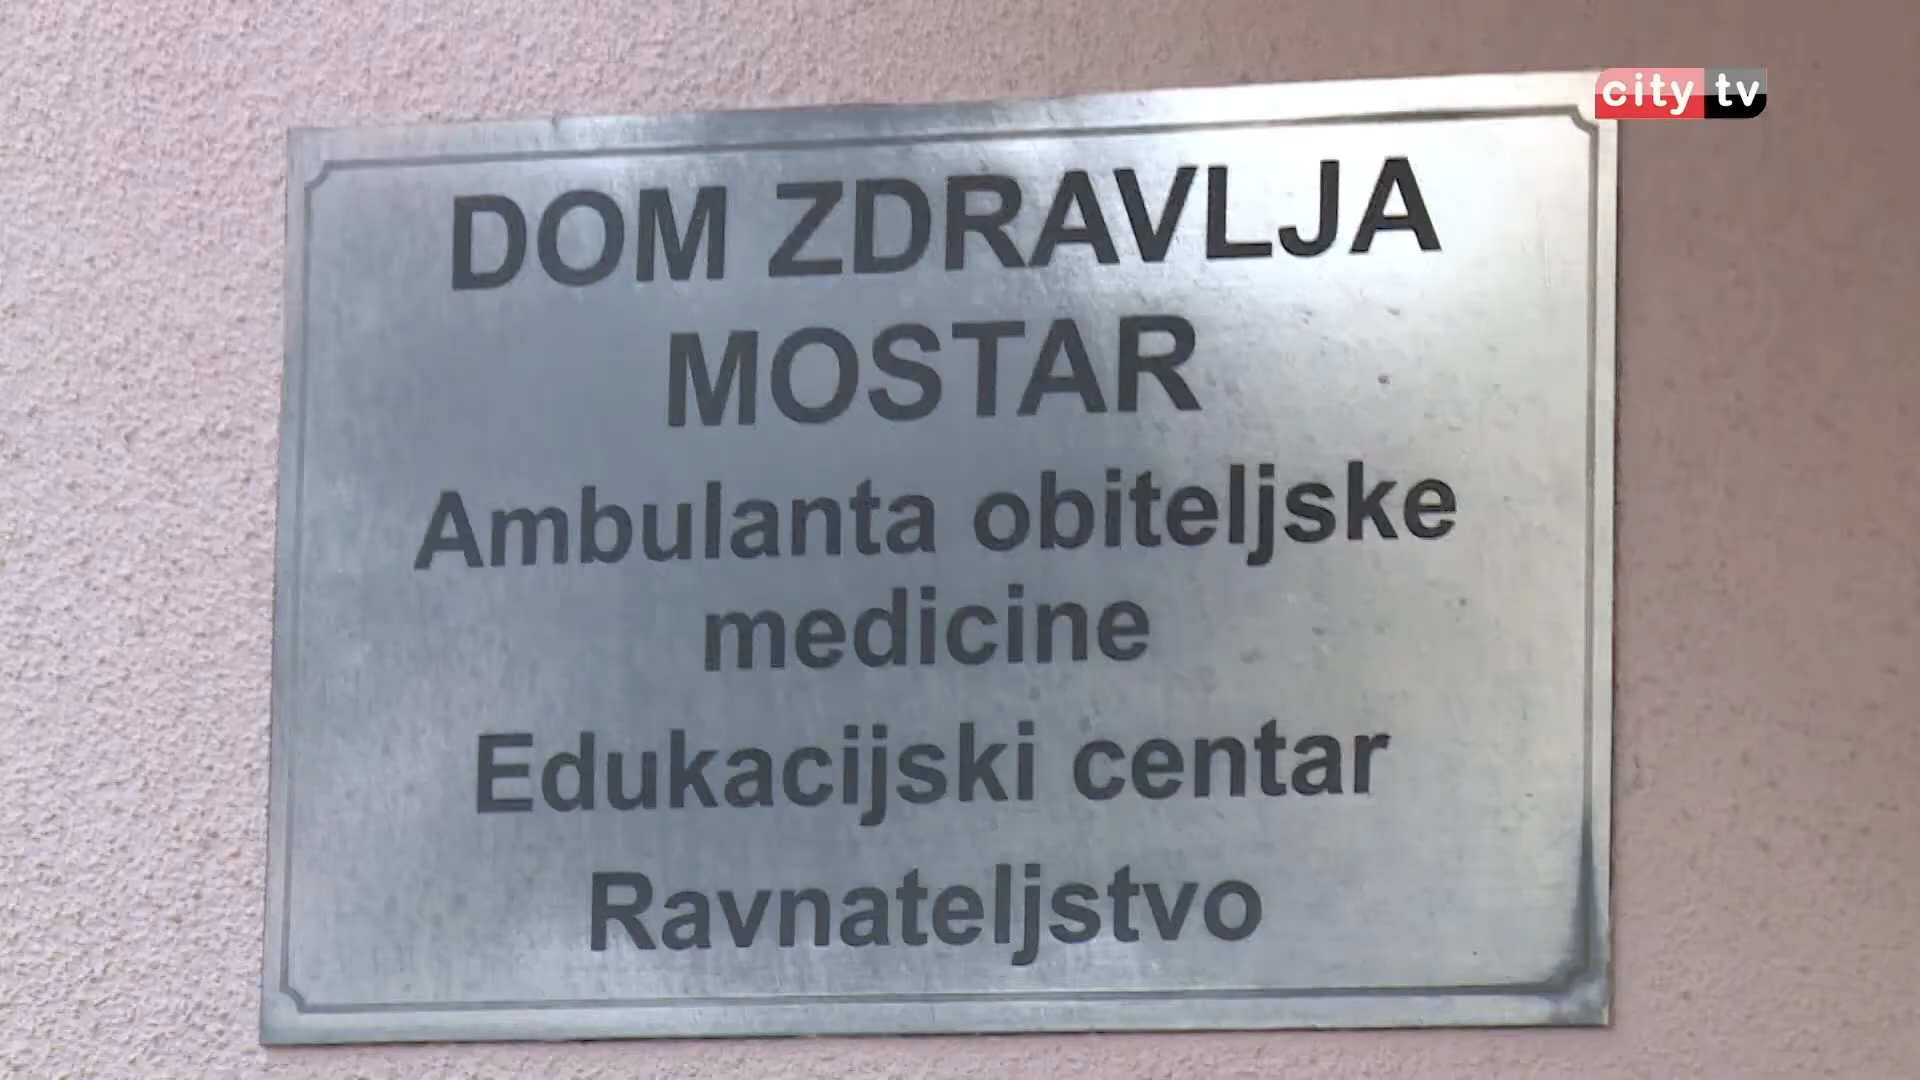 city tv
DOM ZDRAVLJA
MOSTAR
Ambulanta obiteljske
medicine
Edukacijski centar
Ravnateljstvo